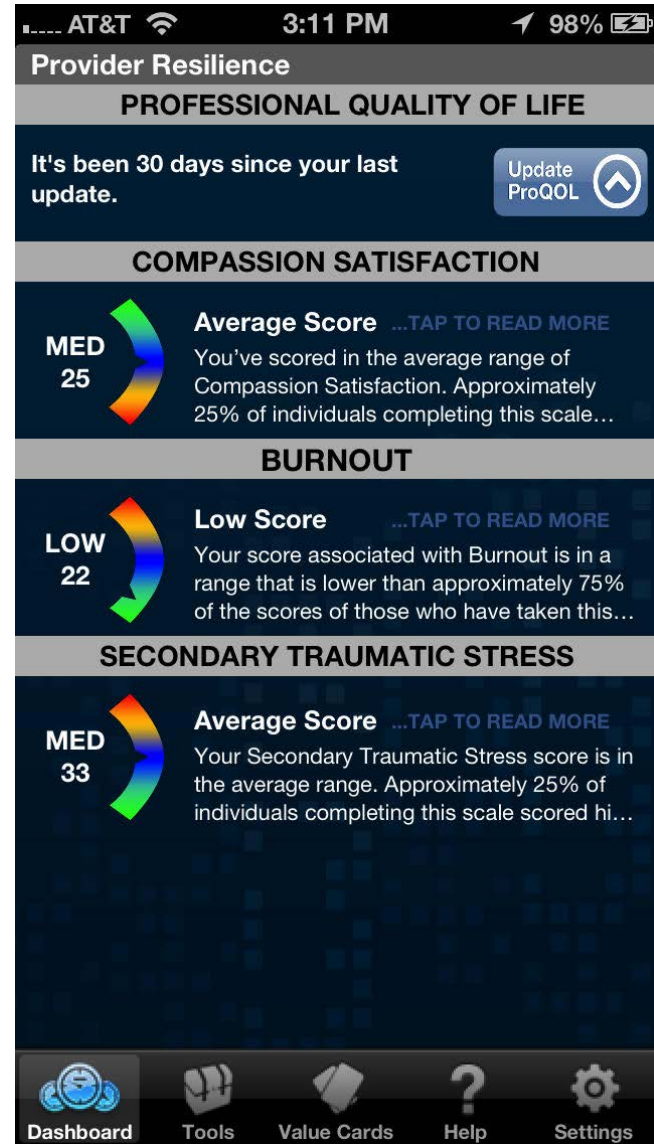 AT&T 3:11 PM 98%
Provider Resilience
PROFESSIONAL QUALITY OF LIFE
It's been 30 days since your last
update.
Update
ProQOL
COMPASSION SATISFACTION
MED
25
Average Score ...TAP TO READ MORE
You've scored in the average range of
Compassion Satisfaction. Approximately
25% of individuals completing this scale...
BURNOUT
LOW
22
Low Score ...TAP TO READ MORE
Your score associated with Burnout is in a
range that is lower than approximately 75%
of the scores of those who have taken this...
SECONDARY TRAUMATIC STRESS
MED
33
Average Score ...TAP TO READ MORE
Your Secondary Traumatic Stress score is in
the average range. Approximately 25% of
individuals completing this scale scored hi...
Dashboard Tools Value Cards Help Settings